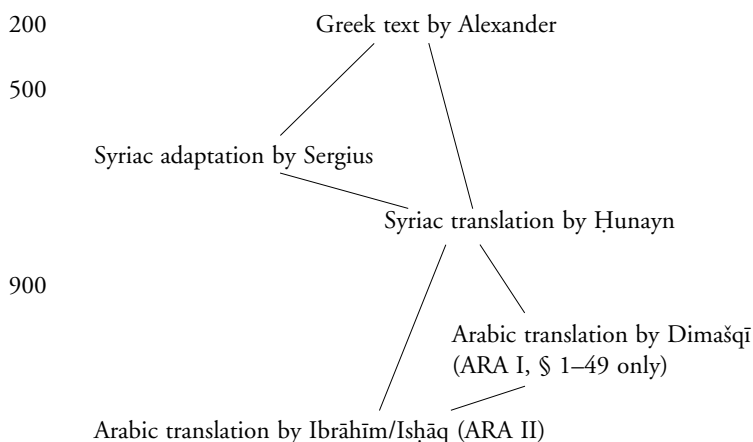 200 Greek text by Alexander
500
Syriac adaptation by Sergius
Syriac translation by Ḥunayn
900
Arabic translation by Dimašqī
(ARA I, § 1–49 only)
Arabic translation by Ibrāhīm/Isḥāq (ARA II)